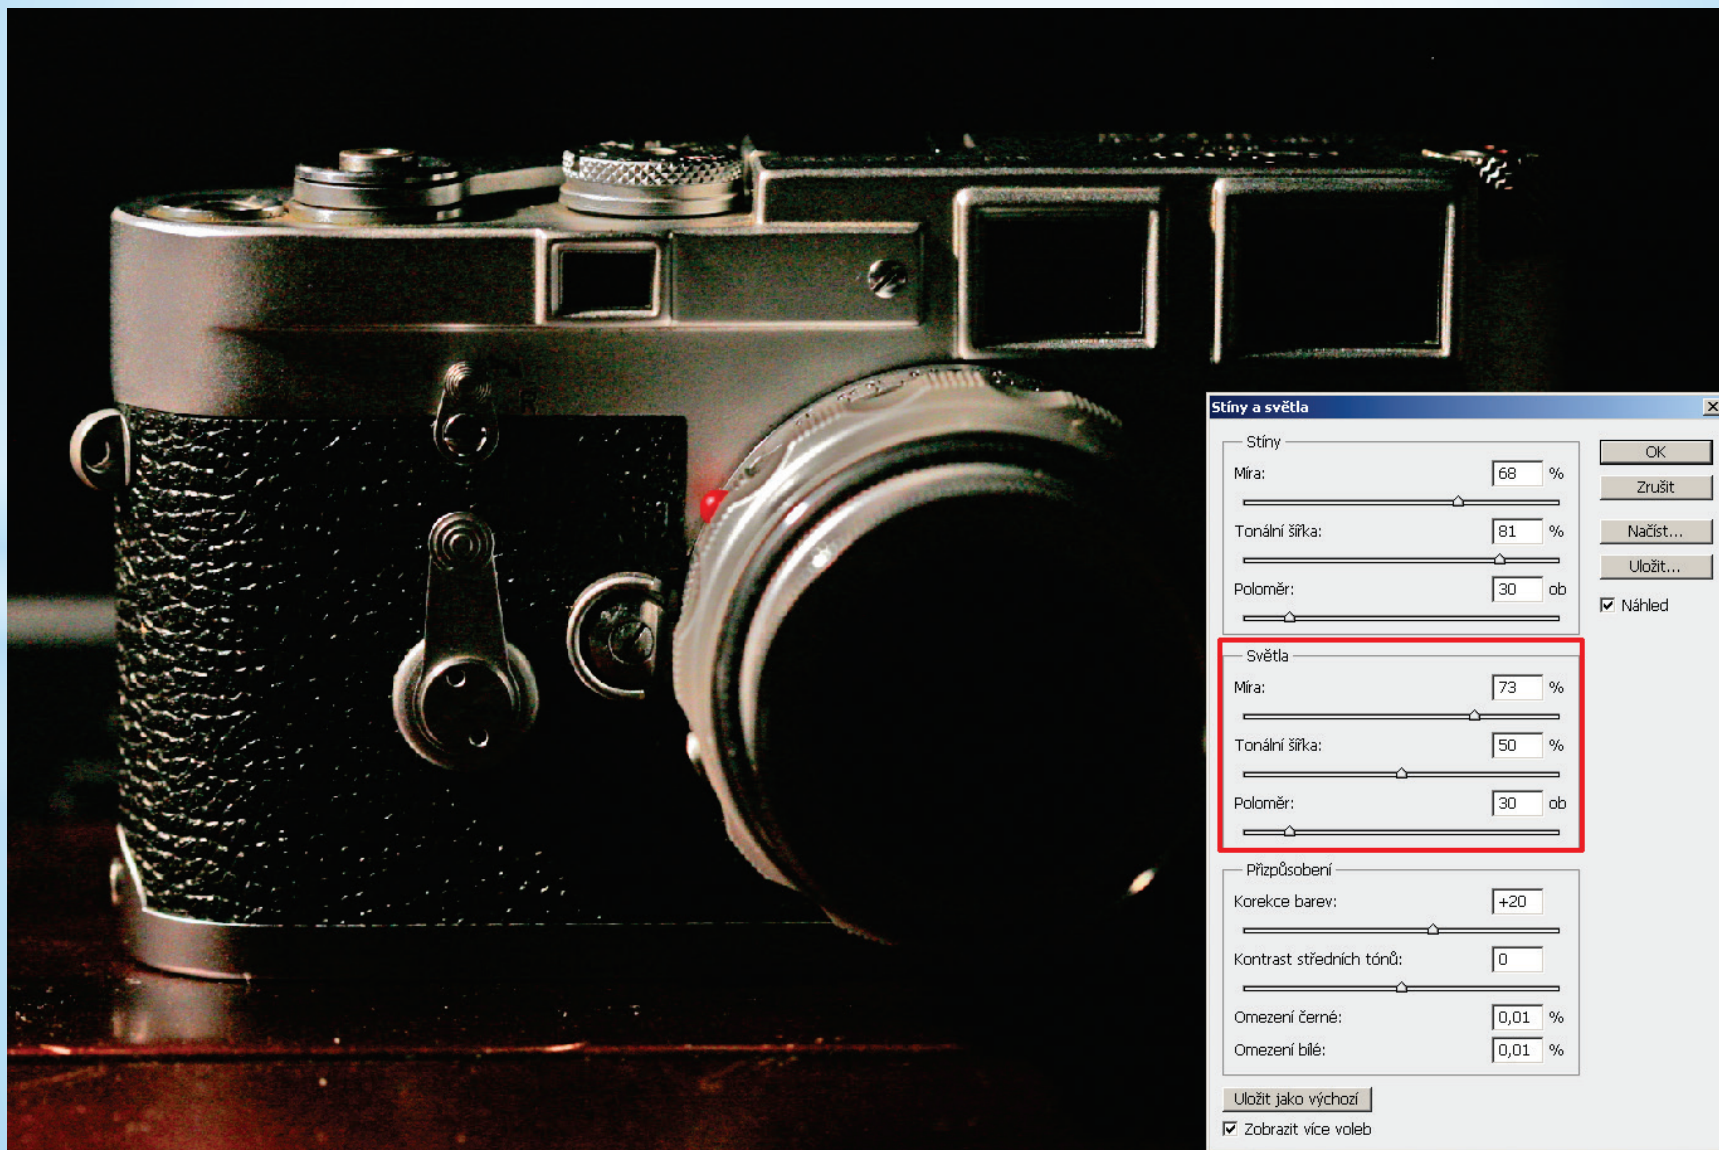 Stíny a světla
Stíny
Míra: 68 %
Tonální šířka: 81 %
Poloměr: 30 ob
Světla
Míra: 73 %
Tonální šířka: 50 %
Poloměr: 30 ob
Přizpůsobení
Korekce barev: +20
Kontrast středních tónů: 0
Omezení černé: 0,01 %
Omezení bílé: 0,01 %
Uložit jako výchozí
Zobrazit více voleb
OK
Zrušit
Načíst...
Uložit...
Náhled
R